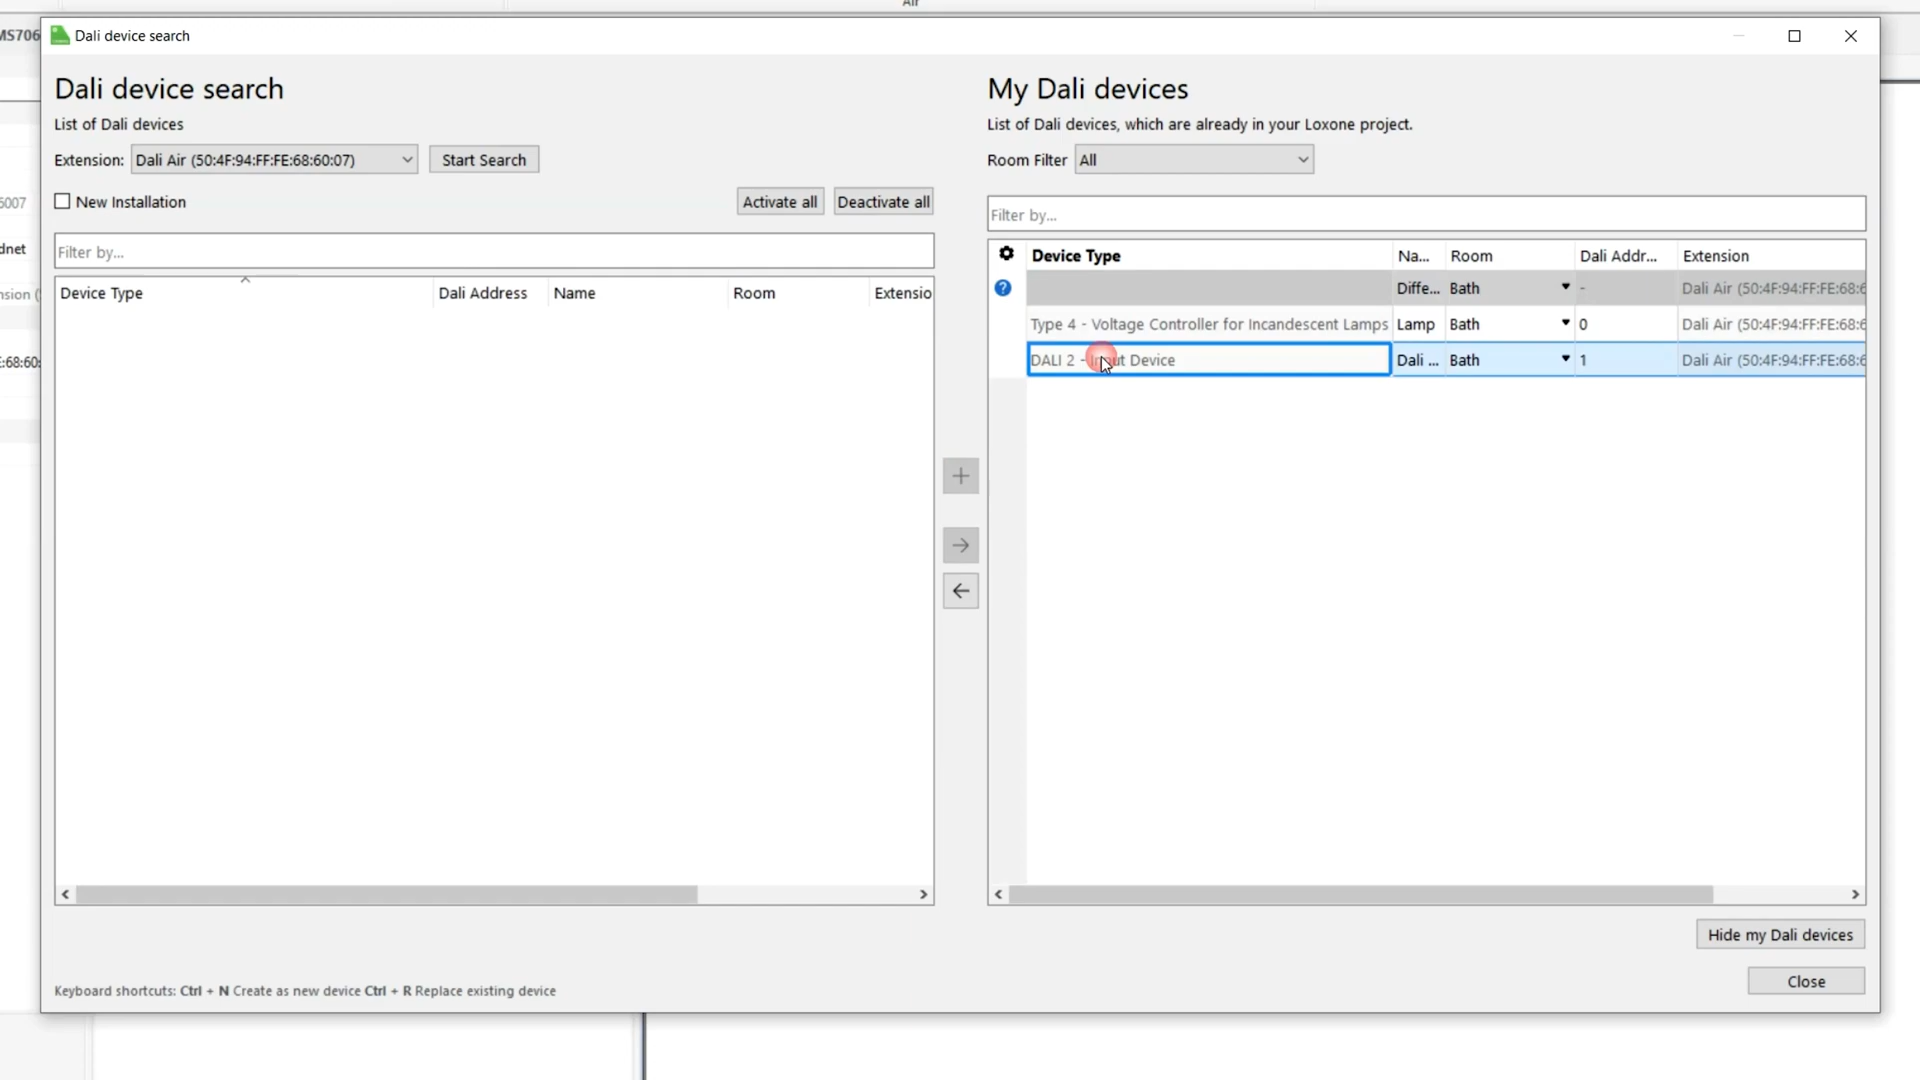 Air
MS706
Dali device search
Dali device search
My Dali devices
List of Dali devices
List of Dali devices, which are already in your Loxone project.
Extension: Dali Air (50:4F:94:FF:FE:68:60:07) Start Search
Room Filter All
New Installation Activate all Deactivate all
6007
Filter by...
dnet
Filter by...
Device Type Na... Room Dali Addr... Extension
Device Type Dali Address Name Room Extensio
nsion (
Diffe... Bath - Dali Air (50:4F:94:FF:FE:68:6
Type 4 - Voltage Controller for Incandescent Lamps Lamp Bath 0 Dali Air (50:4F:94:FF:FE:68:6
DALI 2 - Input Device Dali ... Bath 1 Dali Air (50:4F:94:FF:FE:68:6
:68:60:
Hide my Dali devices
Close
Keyboard shortcuts: Ctrl + N Create as new device Ctrl + R Replace existing device